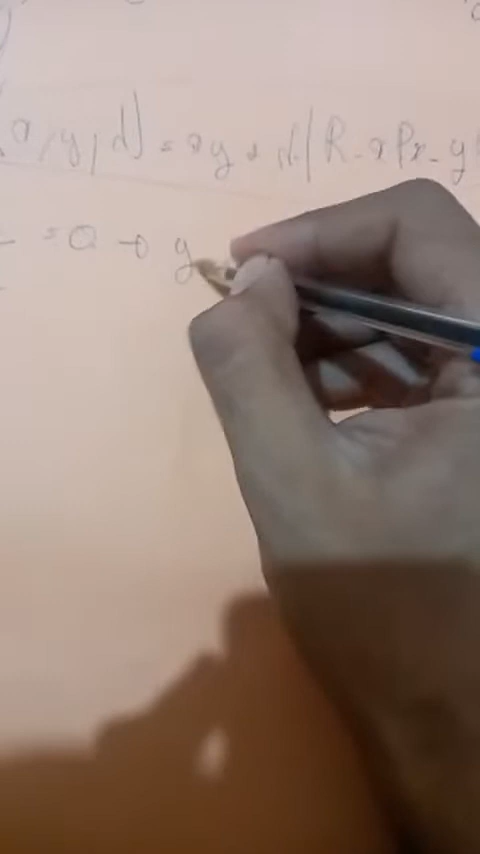 x, y, λ) = xy + λ(R - xPx - y
= 0 → y